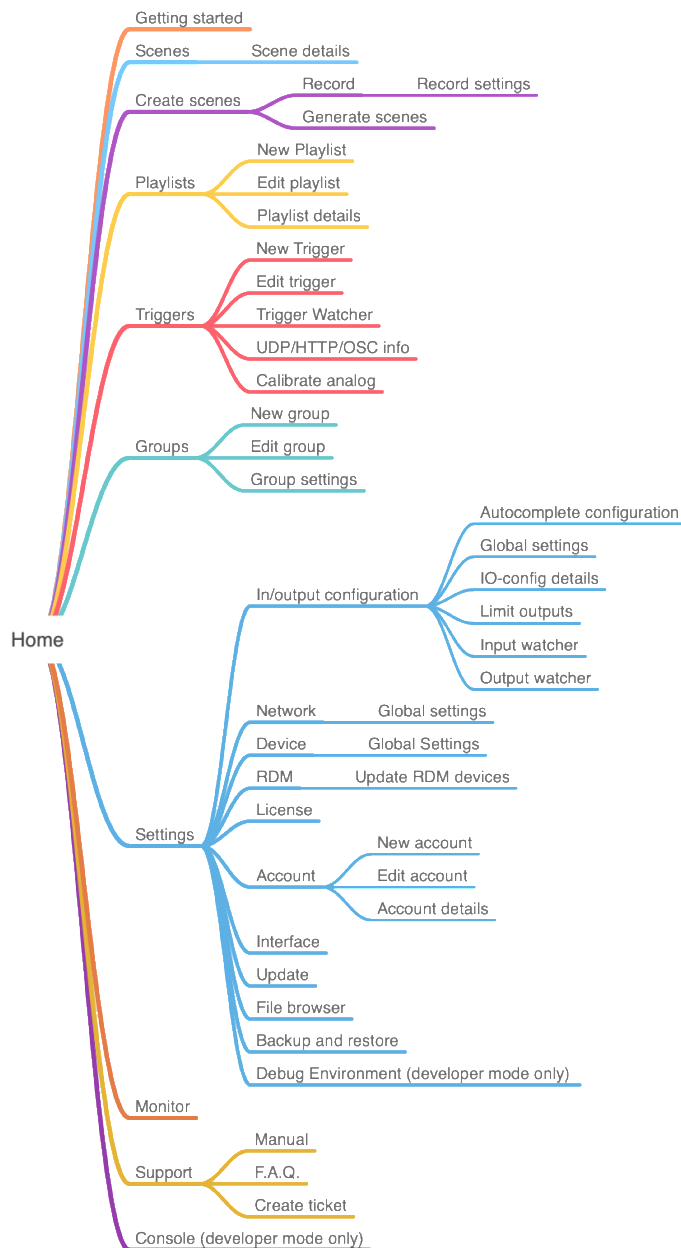 Getting started
Scenes
Scene details
Create scenes
Record
Record settings
Generate scenes
Playlists
New Playlist
Edit playlist
Playlist details
Triggers
New Trigger
Edit trigger
Trigger Watcher
UDP/HTTP/OSC info
Calibrate analog
Groups
New group
Edit group
Group settings
Home
Settings
In/output configuration
Autocomplete configuration
Global settings
IO-config details
Limit outputs
Input watcher
Output watcher
Network
Global settings
Device
Global Settings
RDM
Update RDM devices
License
Account
New account
Edit account
Account details
Interface
Update
File browser
Backup and restore
Debug Environment (developer mode only)
Monitor
Support
Manual
F.A.Q.
Create ticket
Console (developer mode only)